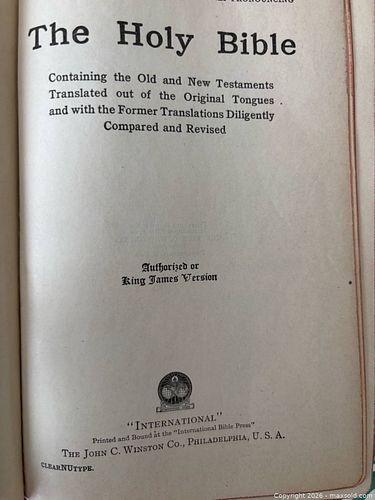 PRONOUNCING
The Holy Bible
Containing the Old and New Testaments
Translated out of the Original Tongues
and with the Former Translations Diligently
Compared and Revised
Authorized or
King James Version
"INTERNATIONAL"
Printed and Bound at the "International Bible Press"
THE JOHN C. WINSTON CO., PHILADELPHIA, U. S. A.
CLEARNUTYPE.
Copyright 2026 - maxsold.com